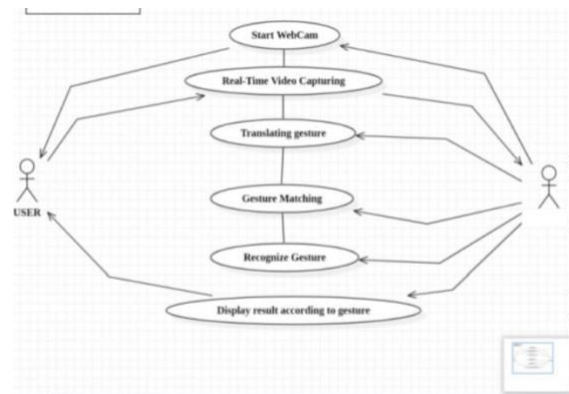 Start WebCam
Real-Time Video Capturing
Translating gesture
Gesture Matching
USER
Recognize Gesture
Display result according to gesture